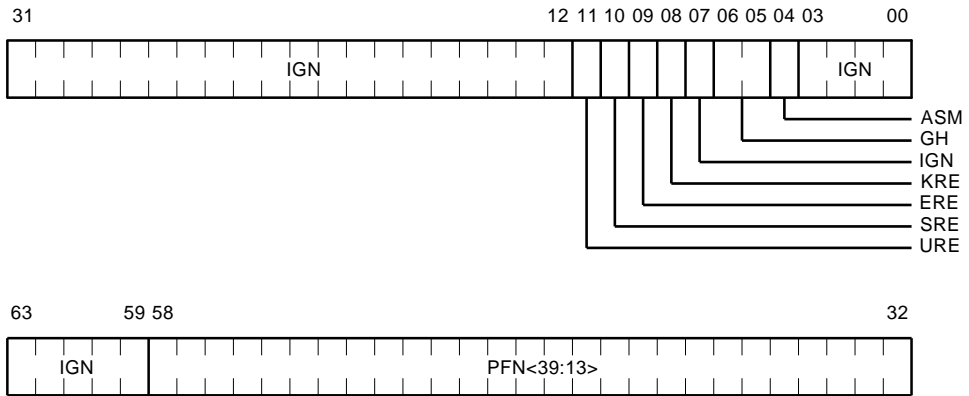 31 12 11 10 09 08 07 06 05 04 03 00
IGN IGN
ASM
GH
IGN
KRE
ERE
SRE
URE
63 59 58 32
IGN PFN<39:13>